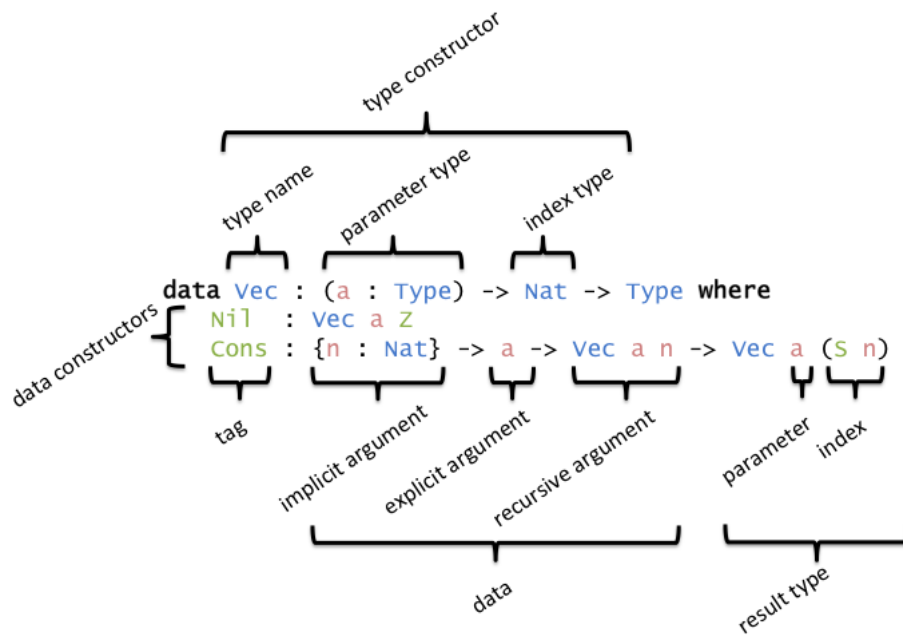 type constructor
type name
parameter type
index type
data Vec : (a : Type) -> Nat -> Type where
Nil : Vec a Z
Cons : {n : Nat} -> a -> Vec a n -> Vec a (S n)
data constructors
tag
implicit argument
explicit argument
recursive argument
parameter
index
data
result type